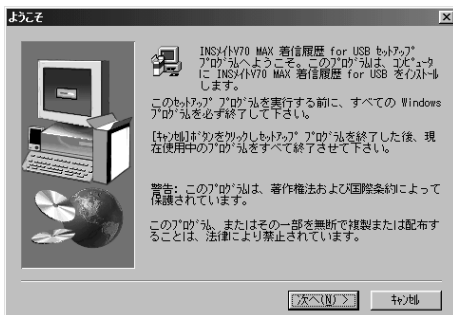 ようこそ
INSﾒｲﾄV70 MAX 着信履歴 for USB ｾｯﾄｱｯﾌﾟ
ﾌﾟﾛｸﾞﾗﾑへようこそ。このﾌﾟﾛｸﾞﾗﾑは、ｺﾝﾋﾟｭｰﾀ
に INSﾒｲﾄV70 MAX 着信履歴 for USB をｲﾝｽﾄｰﾙ
します。
このｾｯﾄｱｯﾌﾟ ﾌﾟﾛｸﾞﾗﾑを実行する前に、すべての Windows
ﾌﾟﾛｸﾞﾗﾑを必ず終了して下さい。
[ｷｬﾝｾﾙ]ﾎﾞﾀﾝをｸﾘｯｸしｾｯﾄｱｯﾌﾟ ﾌﾟﾛｸﾞﾗﾑを終了した後、現
在使用中のﾌﾟﾛｸﾞﾗﾑをすべて終了させて下さい。
警告: このﾌﾟﾛｸﾞﾗﾑは、著作権法および国際条約によって
保護されています。
このﾌﾟﾛｸﾞﾗﾑ、またはその一部を無断で複製または配布す
ることは、法律により禁止されています。
次へ(N) >
ｷｬﾝｾﾙ